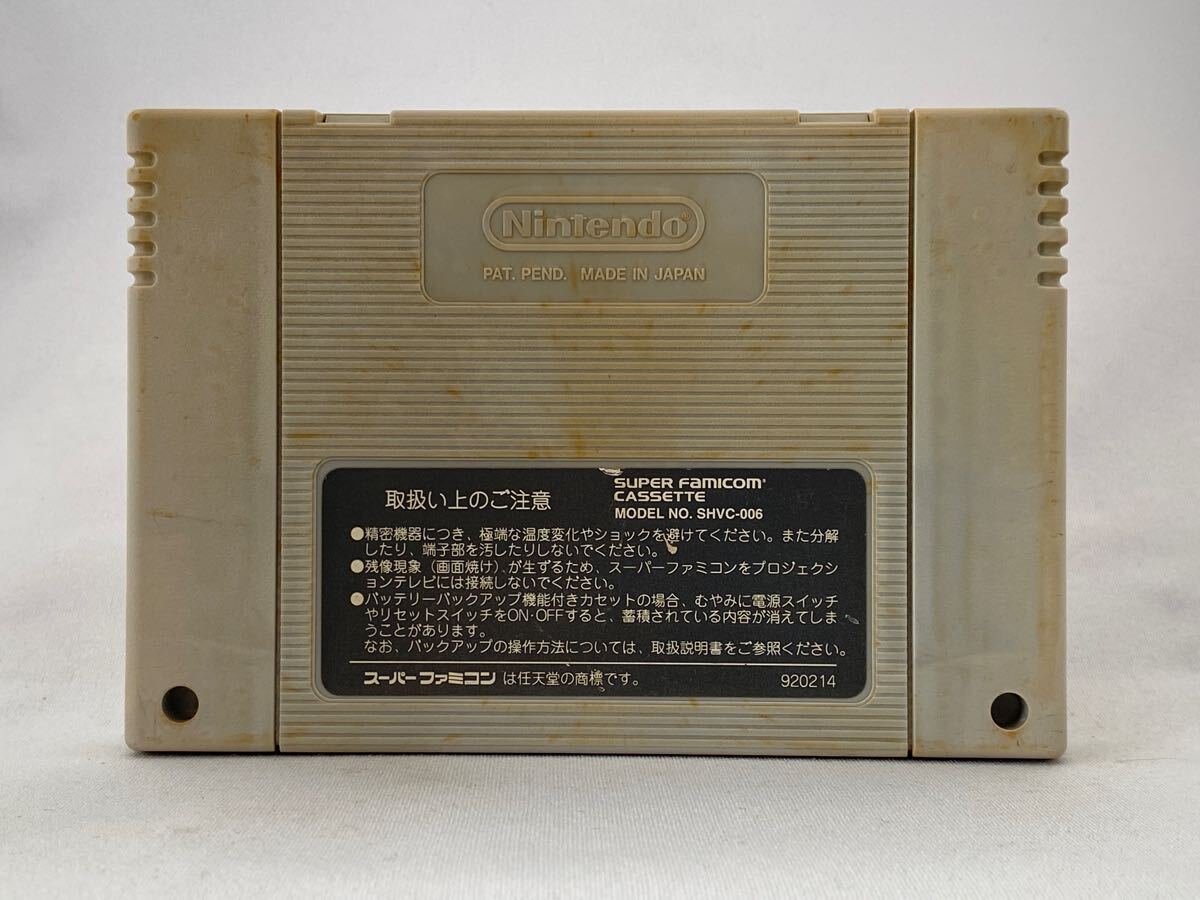 Nintendo®
PAT. PEND. MADE IN JAPAN
取扱い上のご注意
SUPER FAMICOM®
CASSETTE
MODEL NO. SHVC-006
●精密機器につき、極端な温度変化やショックを避けてください。また分解
したり、端子部を汚したりしないでください。
●残像現象（画面焼け）が生ずるため、スーパーファミコンをプロジェクシ
ョンテレビには接続しないでください。
●バッテリーバックアップ機能付きカセットの場合、むやみに電源スイッチ
やリセットスイッチをON・OFFすると、蓄積されている内容が消えてしま
うことがあります。
なお、バックアップの操作方法については、取扱説明書をご参照ください。
スーパーファミコン は任天堂の商標です。
920214